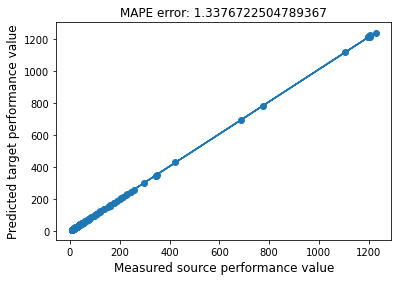 MAPE error: 1.3376722504789367
Predicted target performance value
1200
1000
800
600
400
200
0
0 200 400 600 800 1000 1200
Measured source performance value